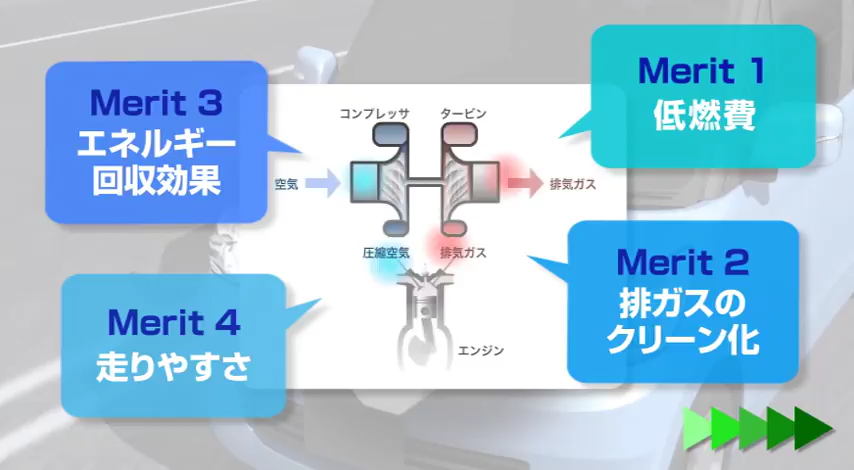 Merit 1
低燃費
Merit 3
エネルギー
回収効果
コンプレッサ
タービン
空気
排気ガス
圧縮空気
排気ガス
Merit 2
排ガスの
クリーン化
Merit 4
走りやすさ
エンジン